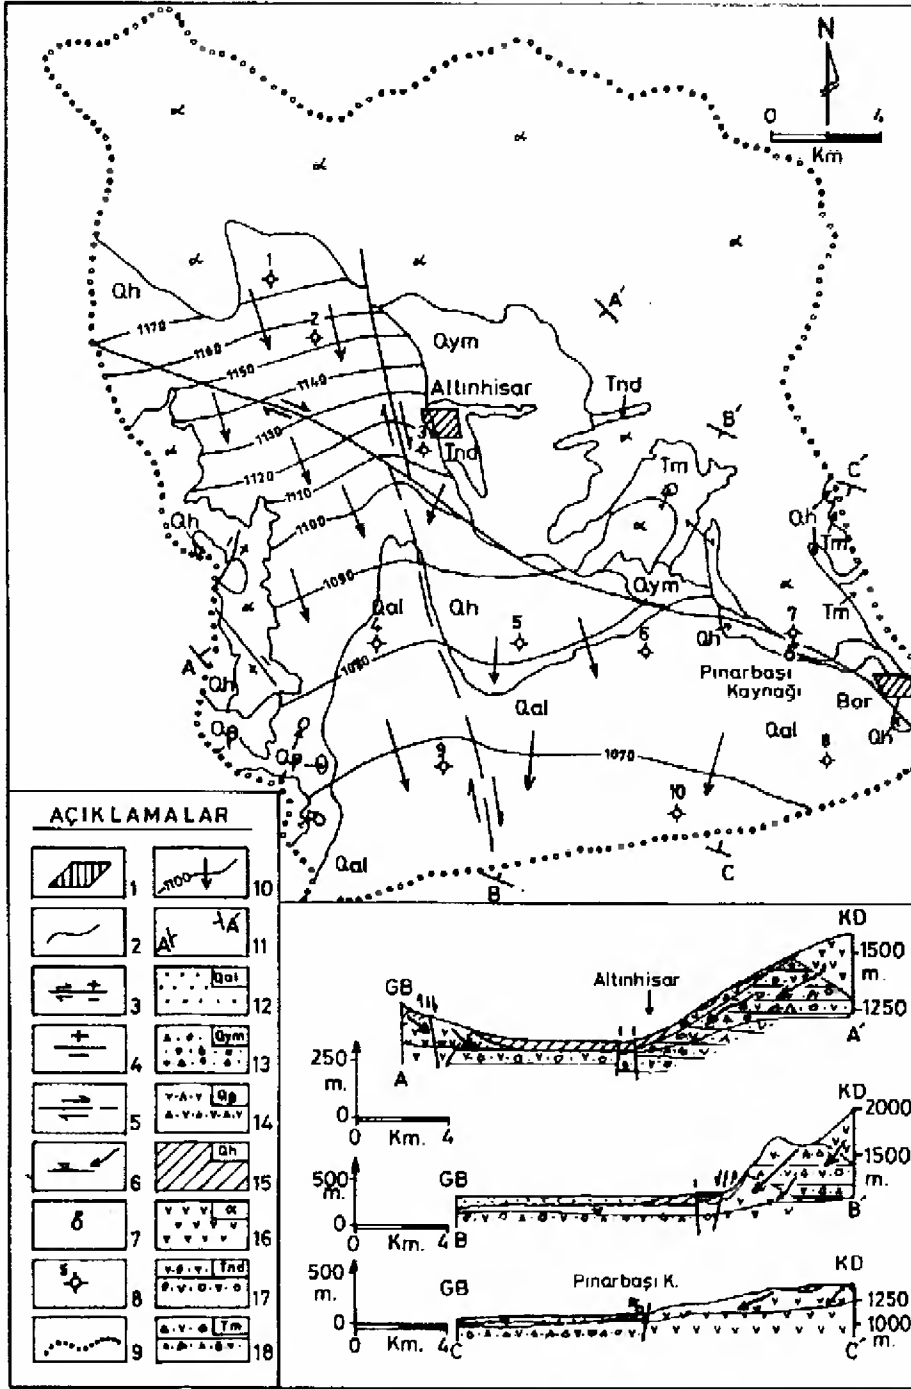 N
0 4
Km
α
α
α
α
α
α
1
A'
Qh
2
1170
1160
1150
1140
1130
1120
1110
1100
1090
1080
1070
Qym
Altınhisar
Tnd
B'
3
Tnd
Tm
α
C'
Qh
α
Qh
Tm
α
α
Qal
Qh
Qym
α
Tm
4
5
6
7
Qh
A
Qh
Pınarbaşı
Kaynağı
Bor
Qal
Qal
Qh
Qp
Qp
9
8
10
Qal
B
C
AÇIKLAMALAR
1
2
3
4
5
6
7
5
8
9
1100
10
A A'
11
Qal
12
Qym
13
Qp
14
Qh
15
α
16
Tnd
17
Tm
18
KD
1500
m.
1250
A'
Altınhisar
GB
A
250
m.
0
0 Km. 4
KD
2000
1500
m.
B'
500
m.
0
GB
B
0 Km. 4
KD
1250
1000
m.
C'
Pınarbaşı K.
500
m.
0
GB
C
0 Km. 4